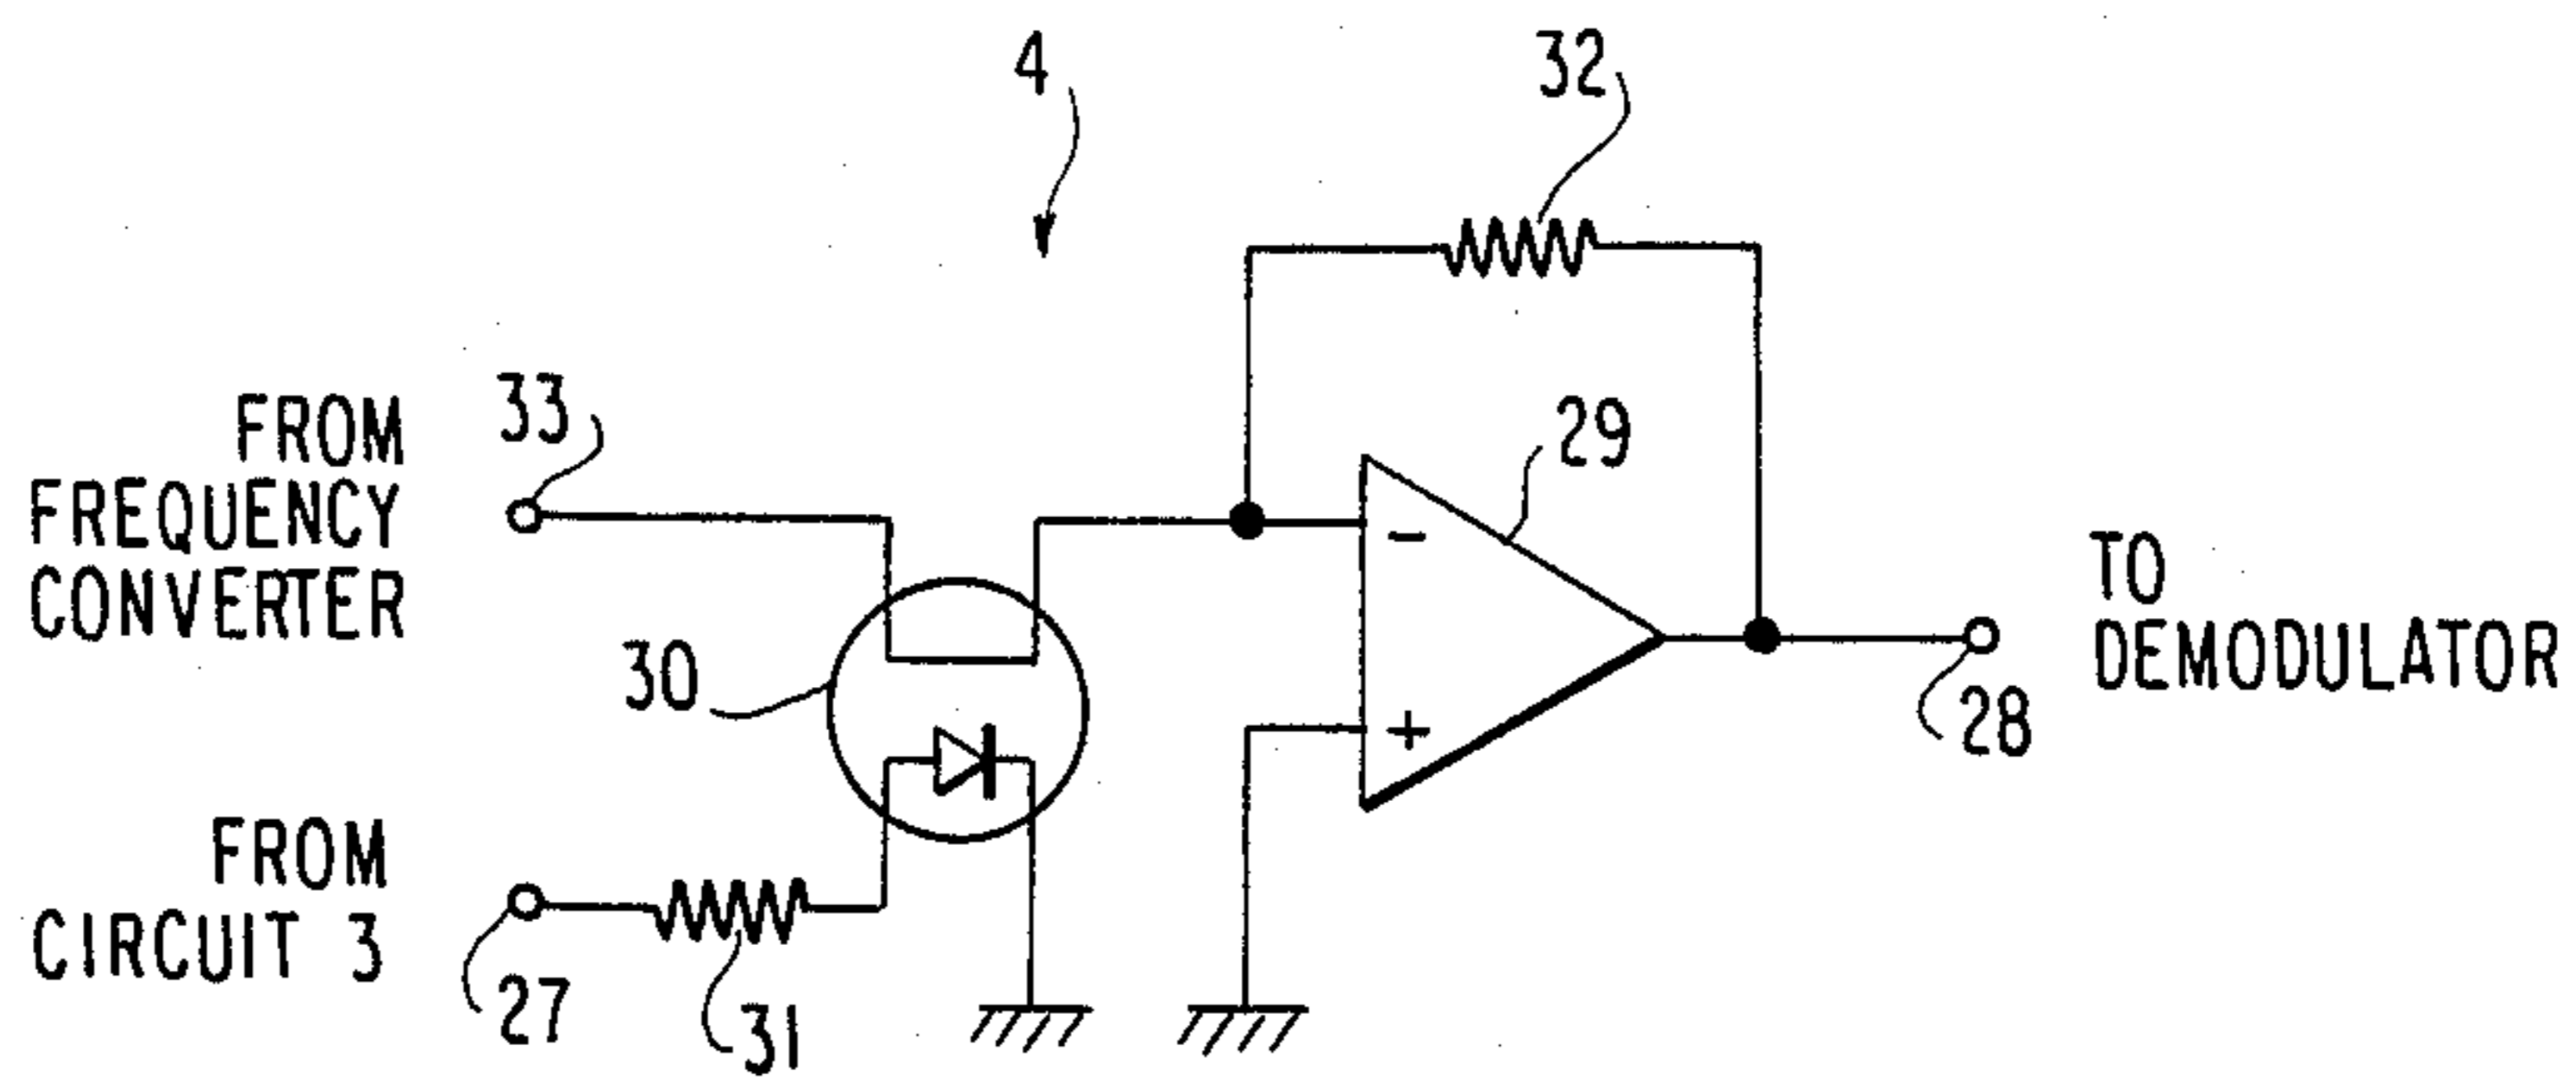 4
32
33
FROM
FREQUENCY
CONVERTER
29
-
+
30
TO
DEMODULATOR
28
FROM
CIRCUIT 3
27
31